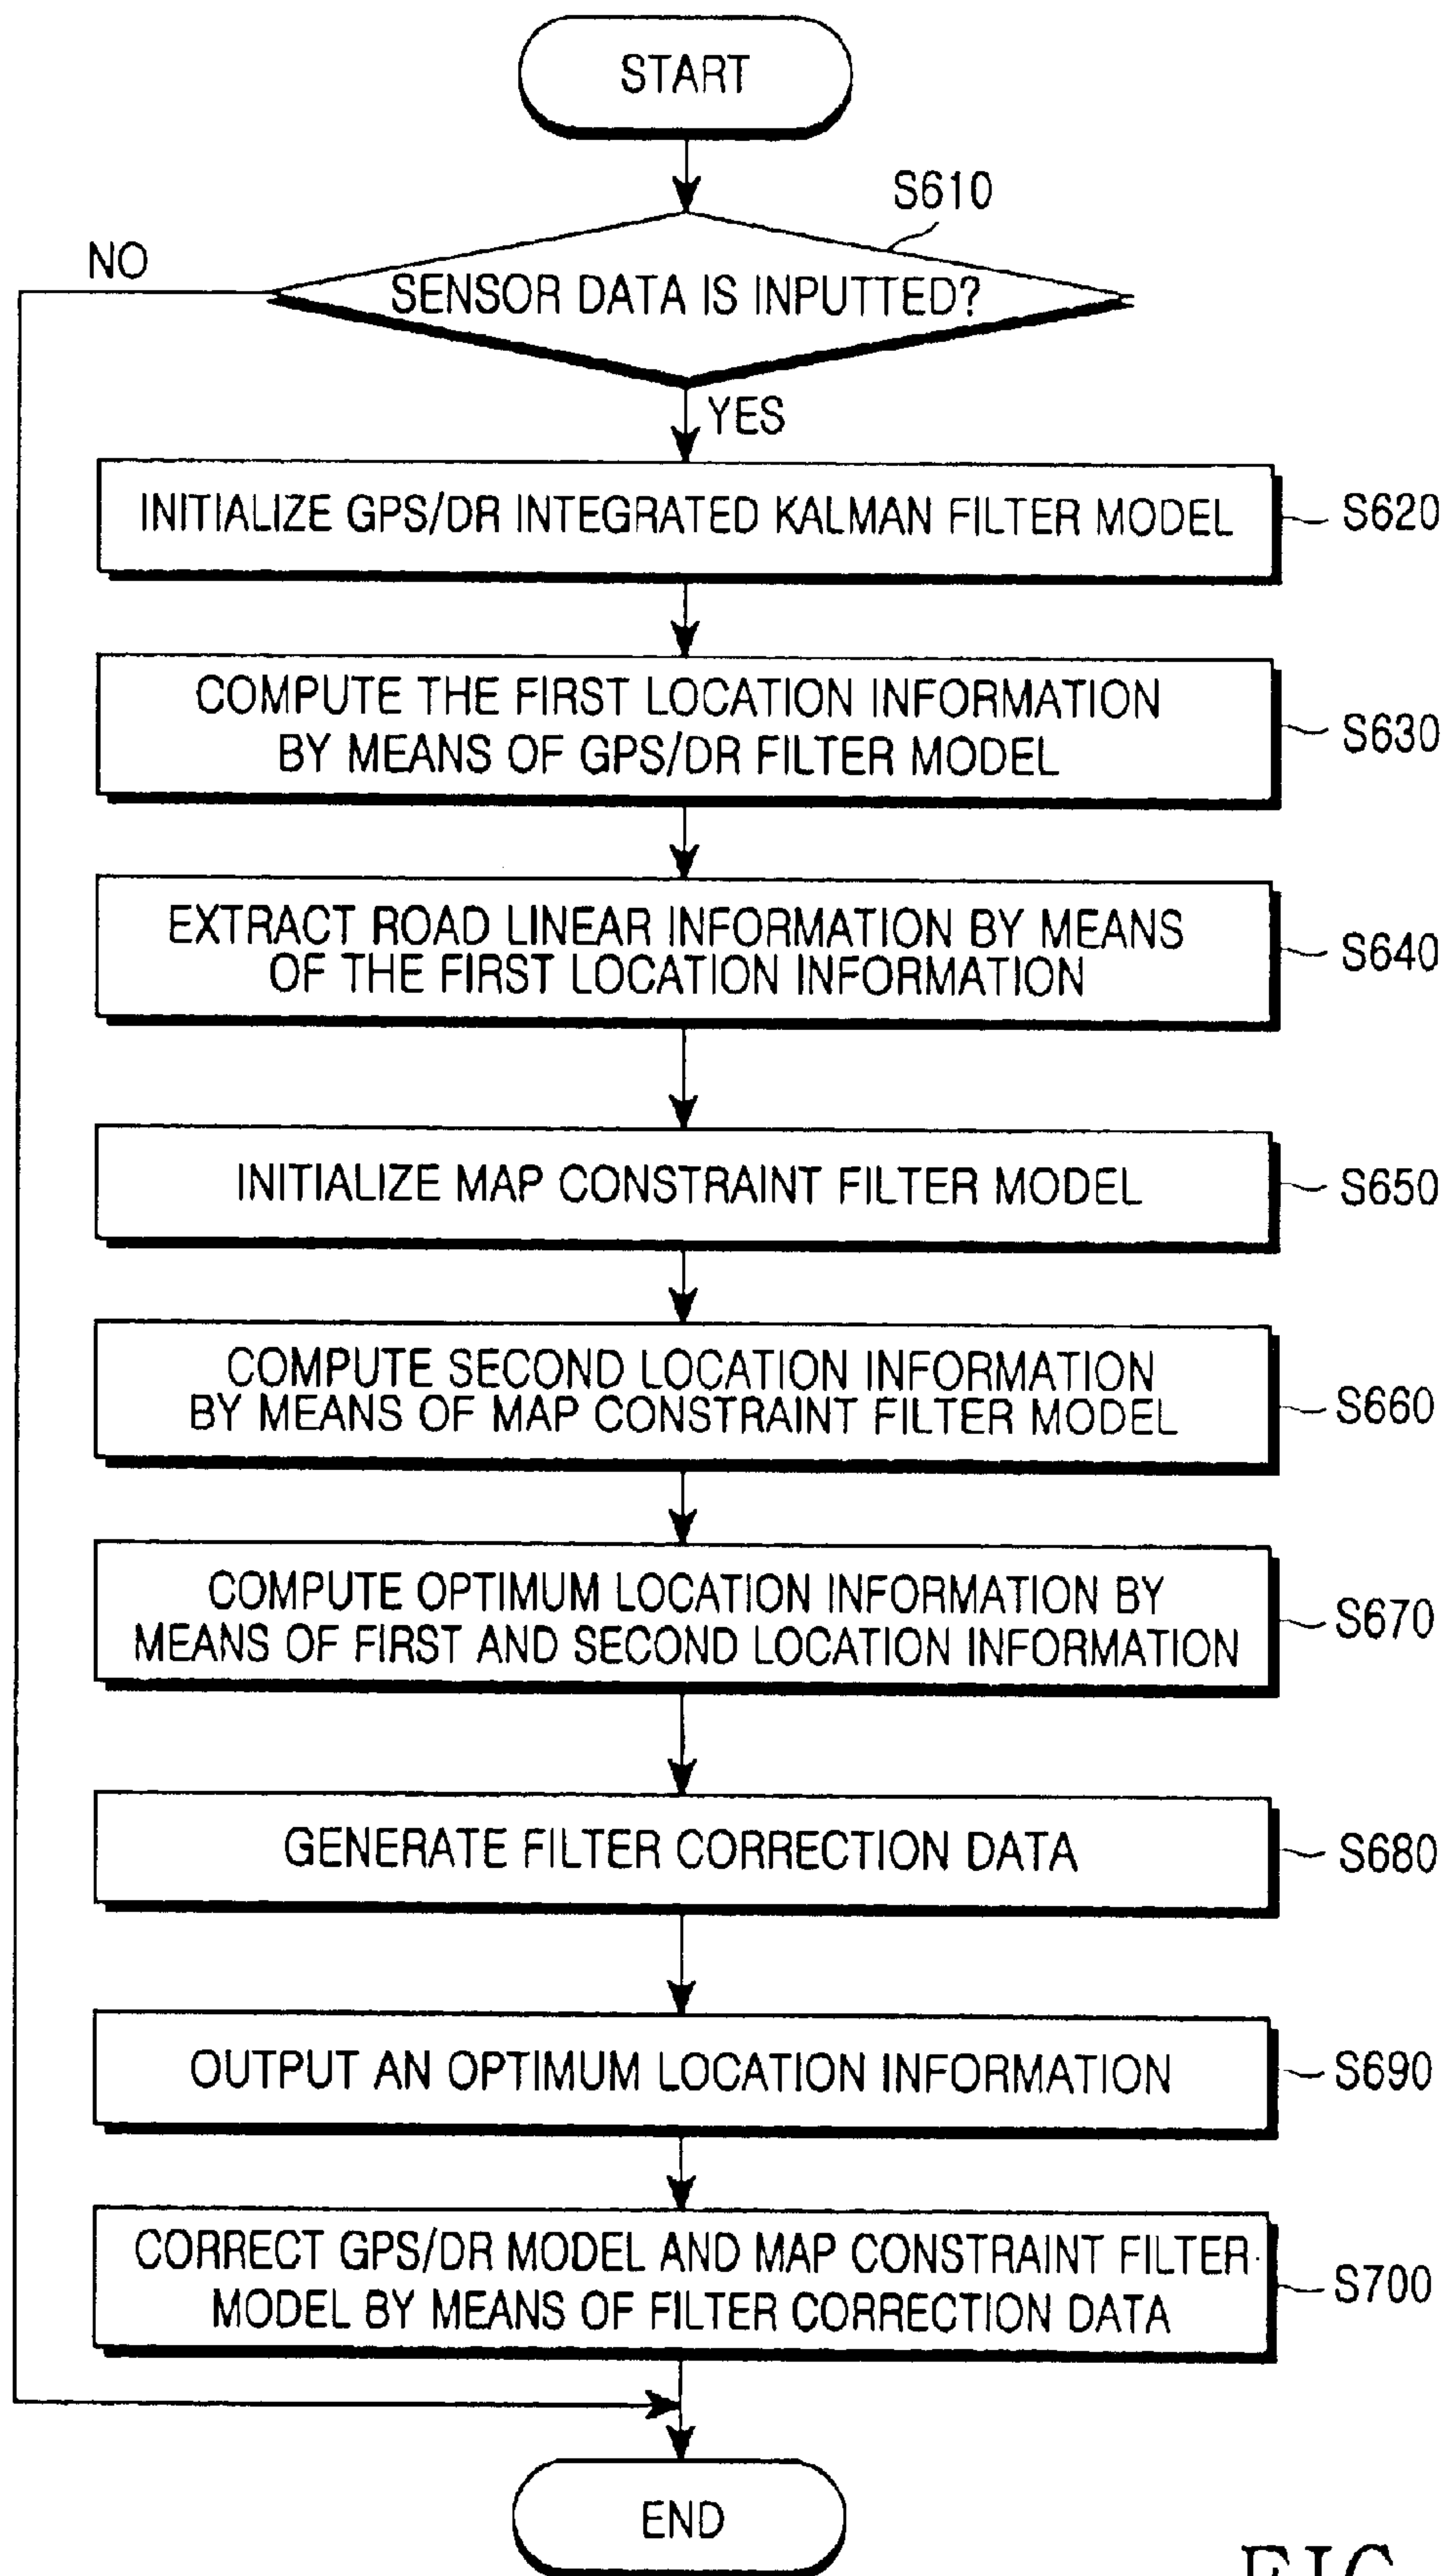 START
S610
NO
SENSOR DATA IS INPUTTED?
YES
INITIALIZE GPS/DR INTEGRATED KALMAN FILTER MODEL
S620
COMPUTE THE FIRST LOCATION INFORMATION
BY MEANS OF GPS/DR FILTER MODEL
S630
EXTRACT ROAD LINEAR INFORMATION BY MEANS
OF THE FIRST LOCATION INFORMATION
S640
INITIALIZE MAP CONSTRAINT FILTER MODEL
S650
COMPUTE SECOND LOCATION INFORMATION
BY MEANS OF MAP CONSTRAINT FILTER MODEL
S660
COMPUTE OPTIMUM LOCATION INFORMATION BY
MEANS OF FIRST AND SECOND LOCATION INFORMATION
S670
GENERATE FILTER CORRECTION DATA
S680
OUTPUT AN OPTIMUM LOCATION INFORMATION
S690
CORRECT GPS/DR MODEL AND MAP CONSTRAINT FILTER
MODEL BY MEANS OF FILTER CORRECTION DATA
S700
END